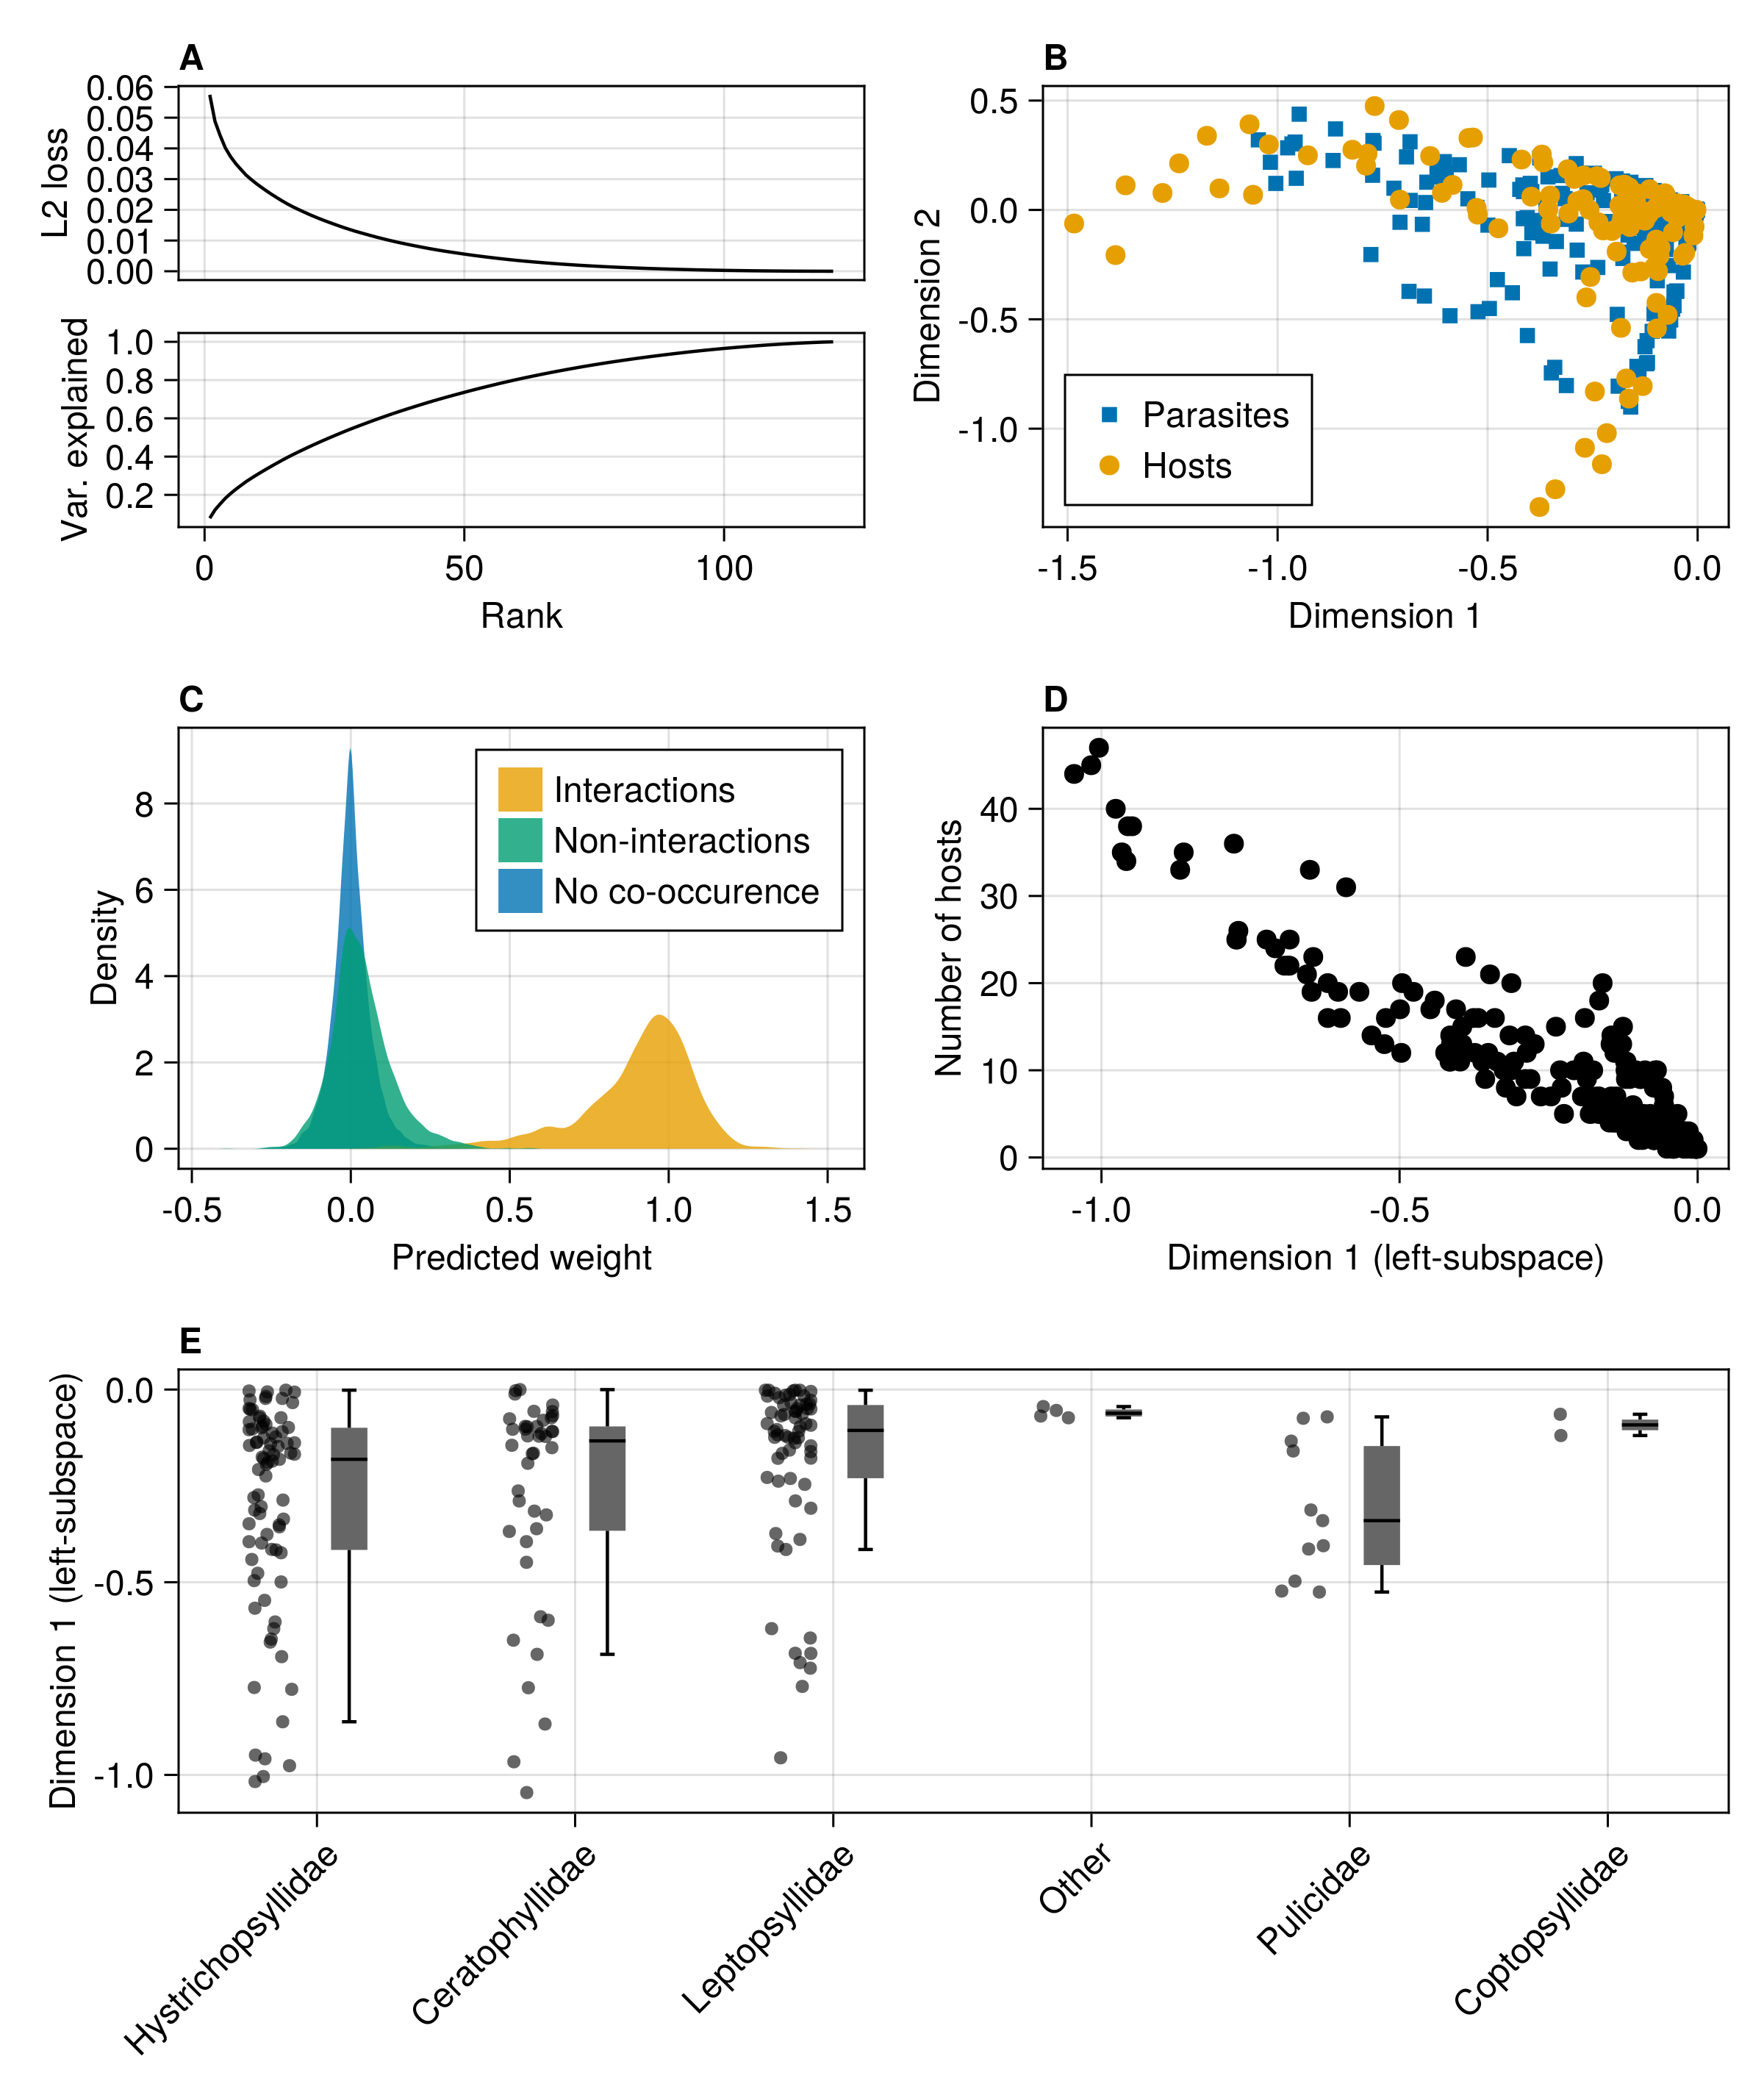 A
L2 loss
0.06
0.05
0.04
0.03
0.02
0.01
0.00
Var. explained
1.0
0.8
0.6
0.4
0.2
0 50 100
Rank
B
Dimension 2
0.5
0.0
-0.5
-1.0
Parasites
Hosts
-1.5 -1.0 -0.5 0.0
Dimension 1
C
Density
8
6
4
2
0
Interactions
Non-interactions
No co-occurence
-0.5 0.0 0.5 1.0 1.5
Predicted weight
D
Number of hosts
40
30
20
10
0
-1.0 -0.5 0.0
Dimension 1 (left-subspace)
E
Dimension 1 (left-subspace)
0.0
-0.5
-1.0
Hystrichopsyllidae
Ceratophyllidae
Leptopsyllidae
Other
Pulicidae
Coptopsyllidae